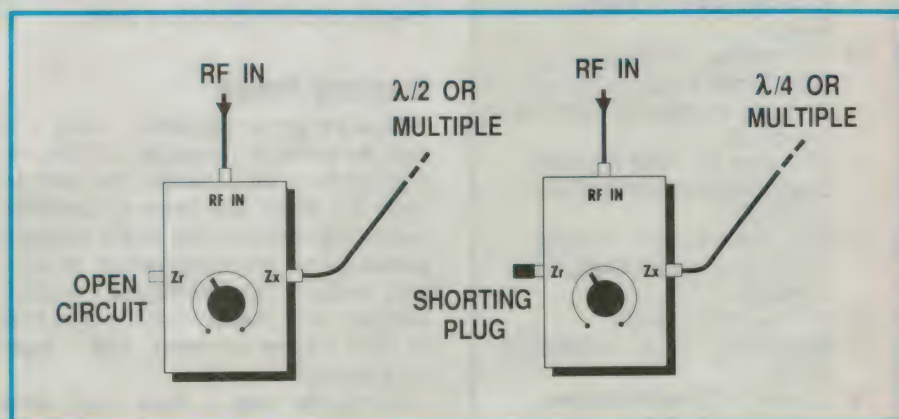 RF IN
λ/2 OR
MULTIPLE
RF IN
Zr
Zx
OPEN
CIRCUIT
RF IN
λ/4 OR
MULTIPLE
RF IN
Zr
Zx
SHORTING
PLUG